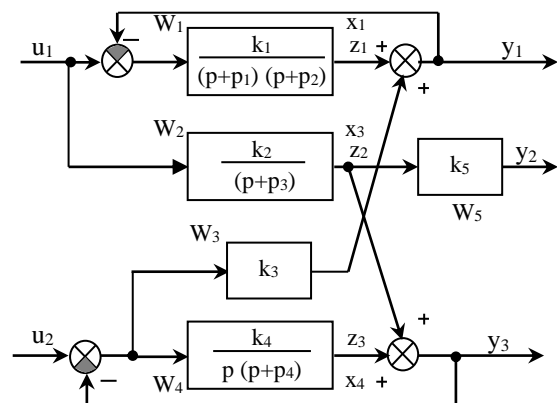 W1 x1
u1 − k1 z1 + y1
(p+p1) (p+p2) +
W2 x3
k2 z2 y2
(p+p3) k5
W3 W5
k3
u2 + y3
k4 z3
− W4 p (p+p4) x4 +